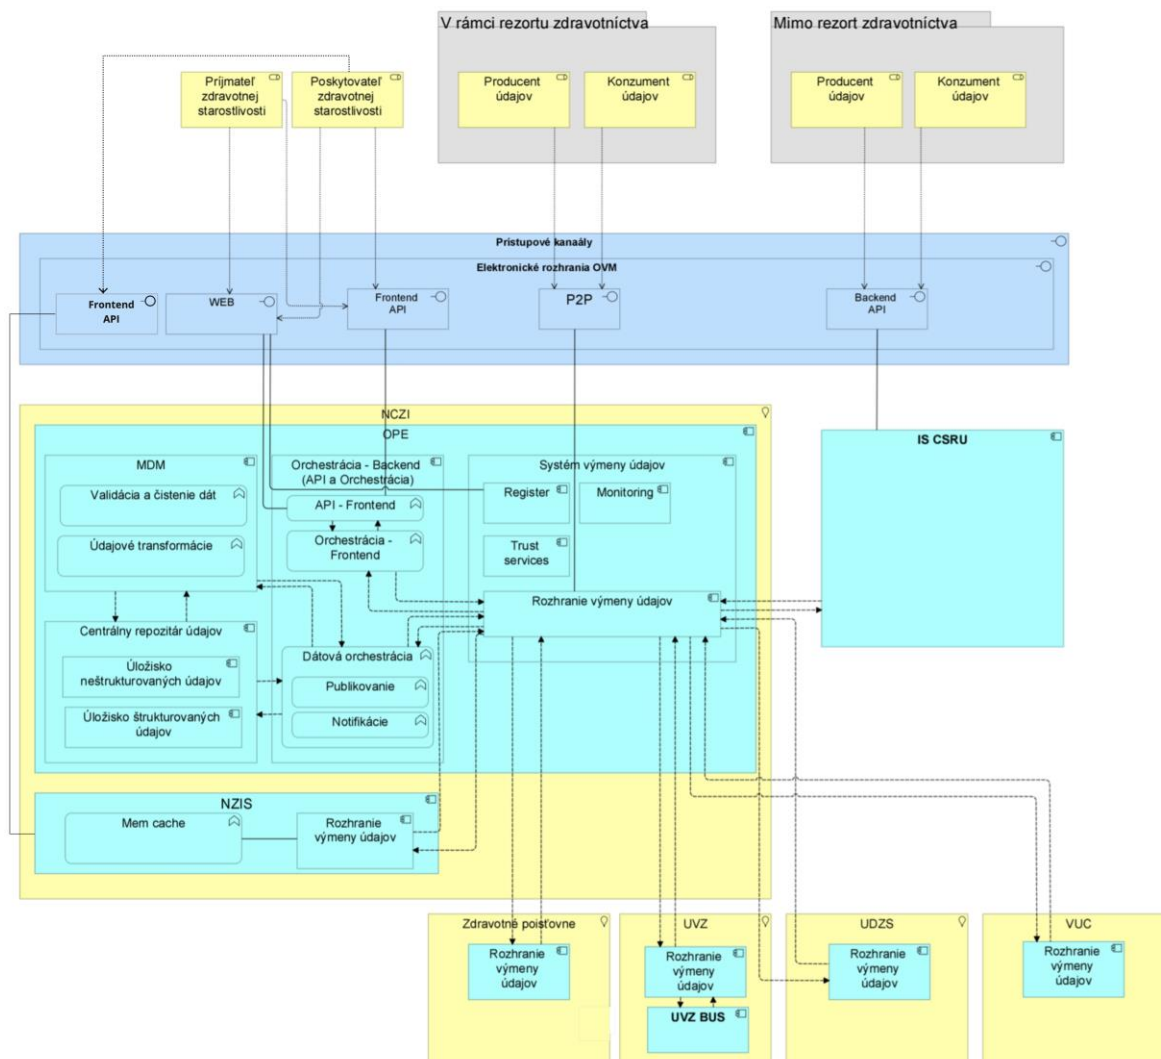 V rámci rezortu zdravotníctva
Mimo rezort zdravotníctva
Príjmateľ
zdravotnej
starostlivosti
Poskytovateľ
zdravotnej
starostlivosti
Producent
údajov
Konzument
údajov
Producent
údajov
Konzument
údajov
Prístupové kanaály
Elektronické rozhrania OVM
Frontend
API
WEB
Frontend
API
P2P
Backend
API
NCZI
OPE
IS CSRU
MDM
Validácia a čistenie dát
Údajové transformácie
Orchestrácia - Backend
(API a Orchestrácia)
API - Frontend
Orchestrácia -
Frontend
Systém výmeny údajov
Register
Monitoring
Trust
services
Rozhranie výmeny údajov
Centrálny repozitár údajov
Úložisko
neštrukturovaných údajov
Úložisko štrukturovaných
údajov
Dátová orchestrácia
Publikovanie
Notifikácie
NZIS
Mem cache
Rozhranie
výmeny údajov
Zdravotné poisťovne
Rozhranie
výmeny
údajov
UVZ
Rozhranie
výmeny
údajov
UVZ BUS
UDZS
Rozhranie
výmeny
údajov
VUC
Rozhranie
výmeny
údajov